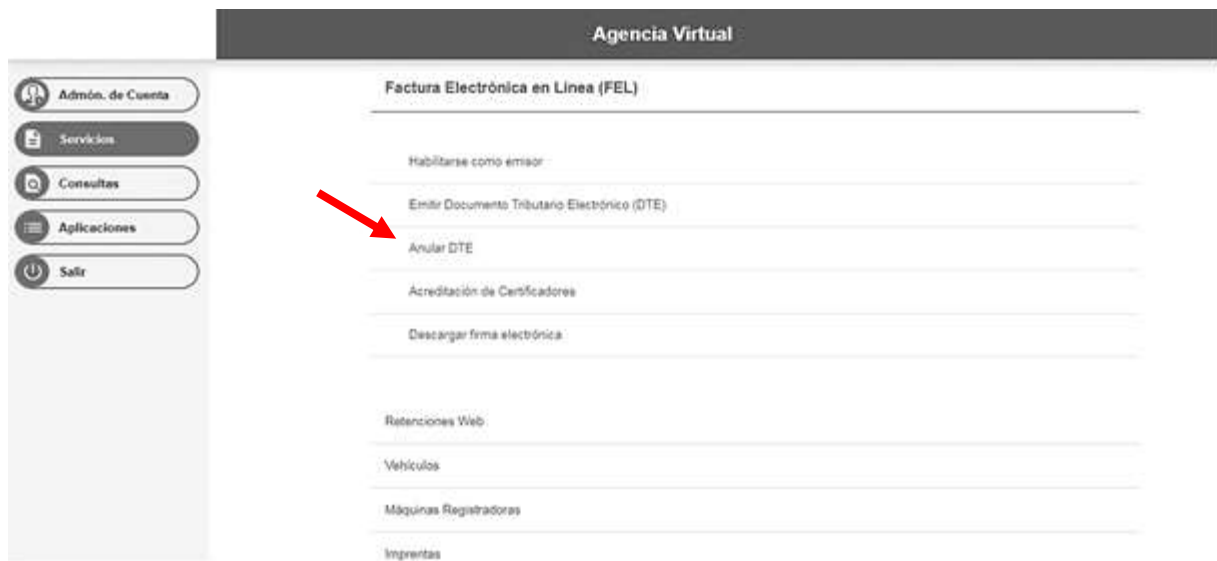 Agencia Virtual
Admón. de Cuenta
Servicios
Consultas
Aplicaciones
Salir
Factura Electrónica en Línea (FEL)
Habilitarse como emisor
Emitir Documento Tributario Electrónico (DTE)
Anular DTE
Acreditación de Certificadores
Descargar firma electrónica
Retenciones Web
Vehículos
Máquinas Registradoras
Imprentas